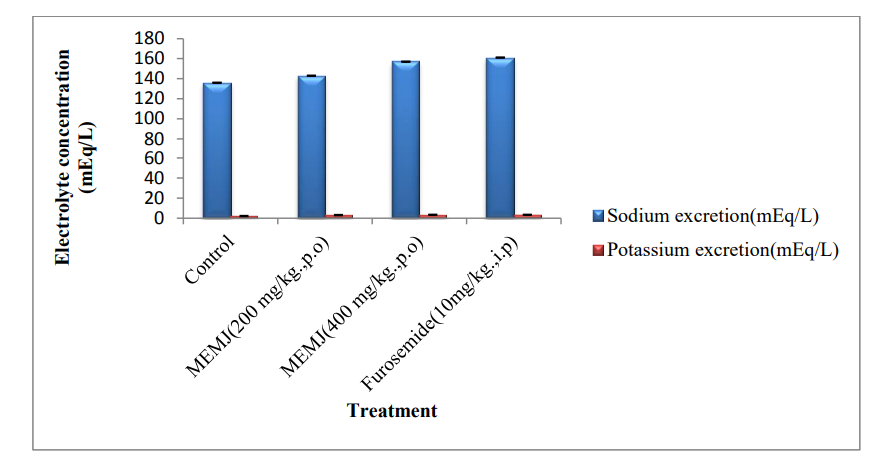 180
160
140
120
100
80
60
40
20
0
Electrolyte concentration
(mEq/L)
Control
MEMJ(200 mg/kg.,p.o)
MEMJ(400 mg/kg.,p.o)
Furosemide(10mg/kg.,i.p)
Treatment
Sodium excretion(mEq/L)
Potassium excretion(mEq/L)